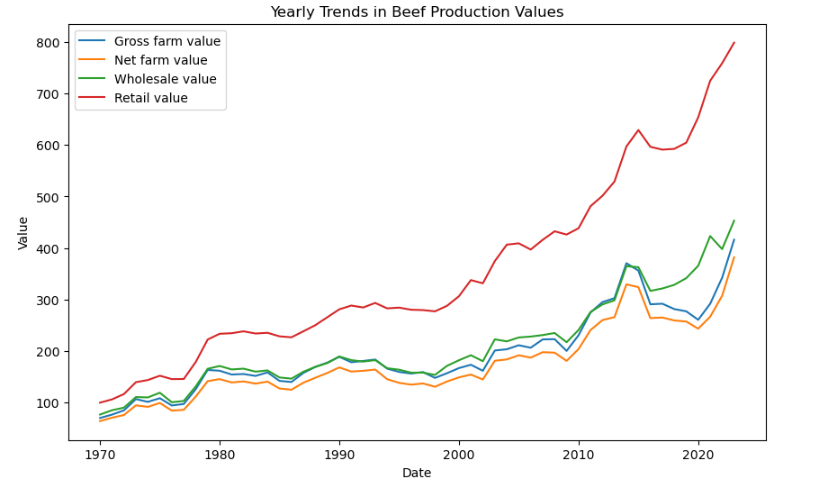 Yearly Trends in Beef Production Values
Gross farm value
Net farm value
Wholesale value
Retail value
800
700
600
500
400
300
200
100
Value
1970 1980 1990 2000 2010 2020
Date